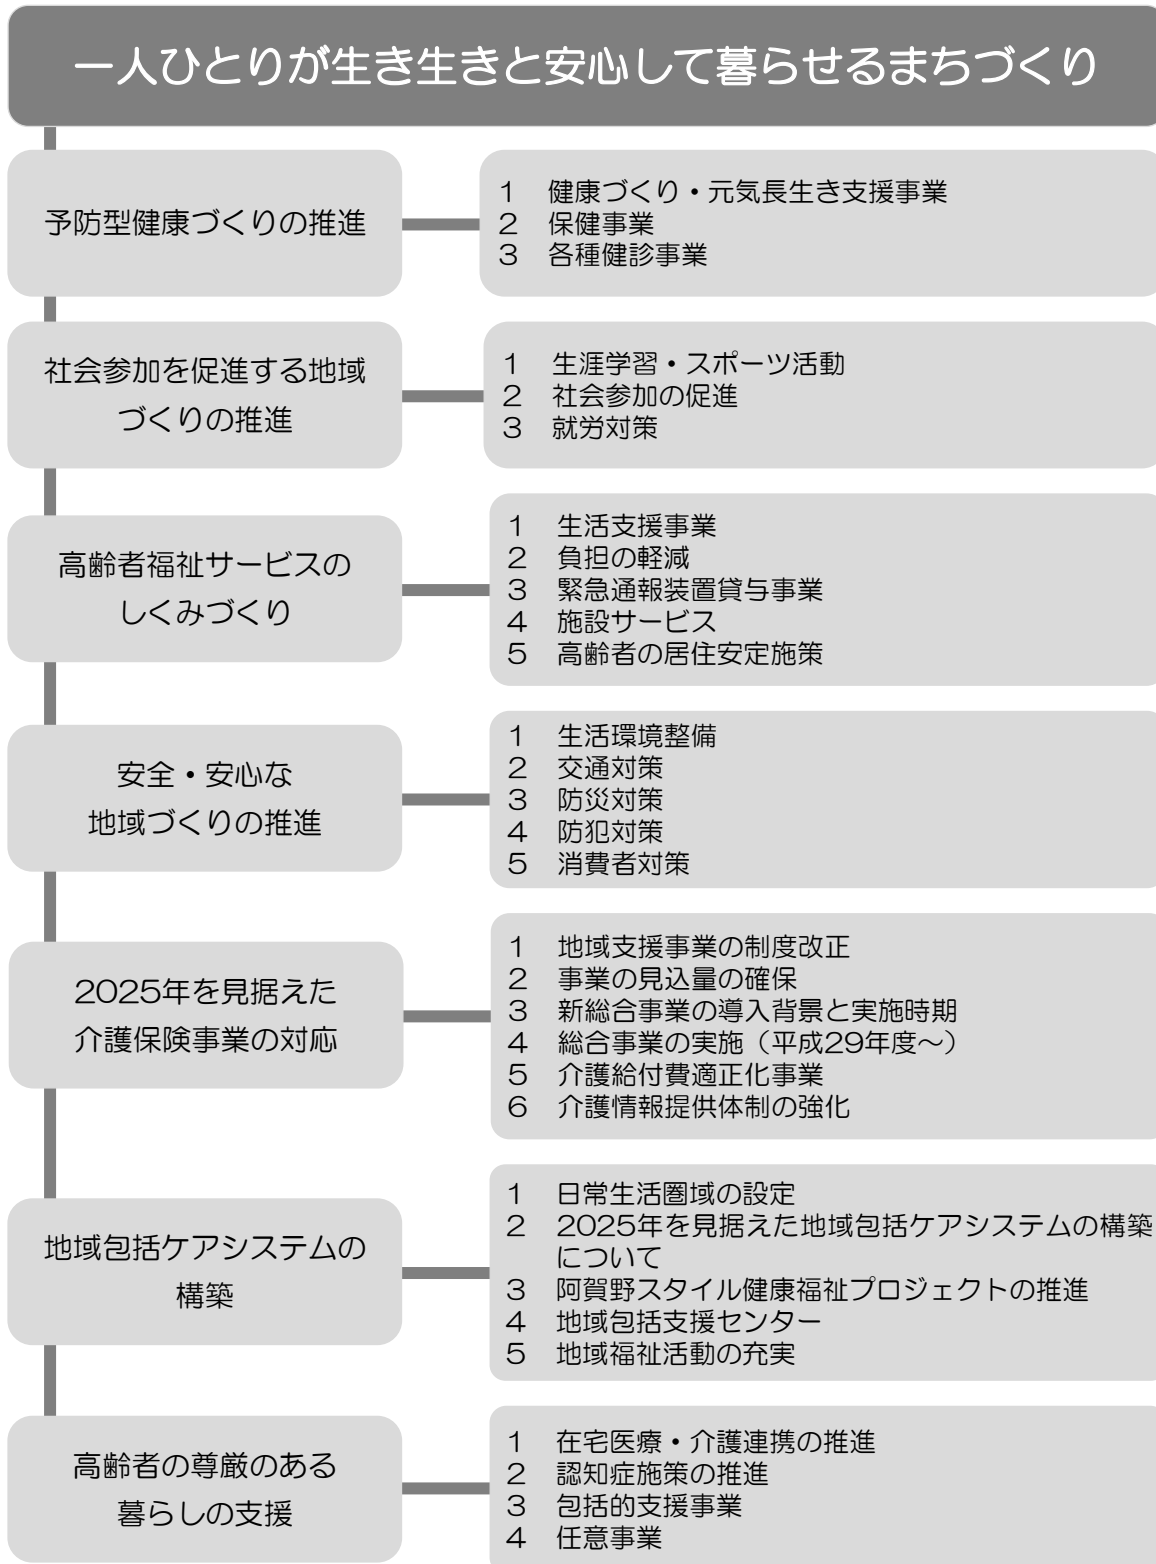 一人ひとりが生き生きと安心して暮らせるまちづくり
予防型健康づくりの推進
1 健康づくり・元気長生き支援事業
2 保健事業
3 各種健診事業
社会参加を促進する地域
づくりの推進
1 生涯学習・スポーツ活動
2 社会参加の促進
3 就労対策
高齢者福祉サービスの
しくみづくり
1 生活支援事業
2 負担の軽減
3 緊急通報装置貸与事業
4 施設サービス
5 高齢者の居住安定施策
安全・安心な
地域づくりの推進
1 生活環境整備
2 交通対策
3 防災対策
4 防犯対策
5 消費者対策
2025年を見据えた
介護保険事業の対応
1 地域支援事業の制度改正
2 事業の見込量の確保
3 新総合事業の導入背景と実施時期
4 総合事業の実施（平成29年度～）
5 介護給付費適正化事業
6 介護情報提供体制の強化
地域包括ケアシステムの
構築
1 日常生活圏域の設定
2 2025年を見据えた地域包括ケアシステムの構築
について
3 阿賀野スタイル健康福祉プロジェクトの推進
4 地域包括支援センター
5 地域福祉活動の充実
高齢者の尊厳のある
暮らしの支援
1 在宅医療・介護連携の推進
2 認知症施策の推進
3 包括的支援事業
4 任意事業